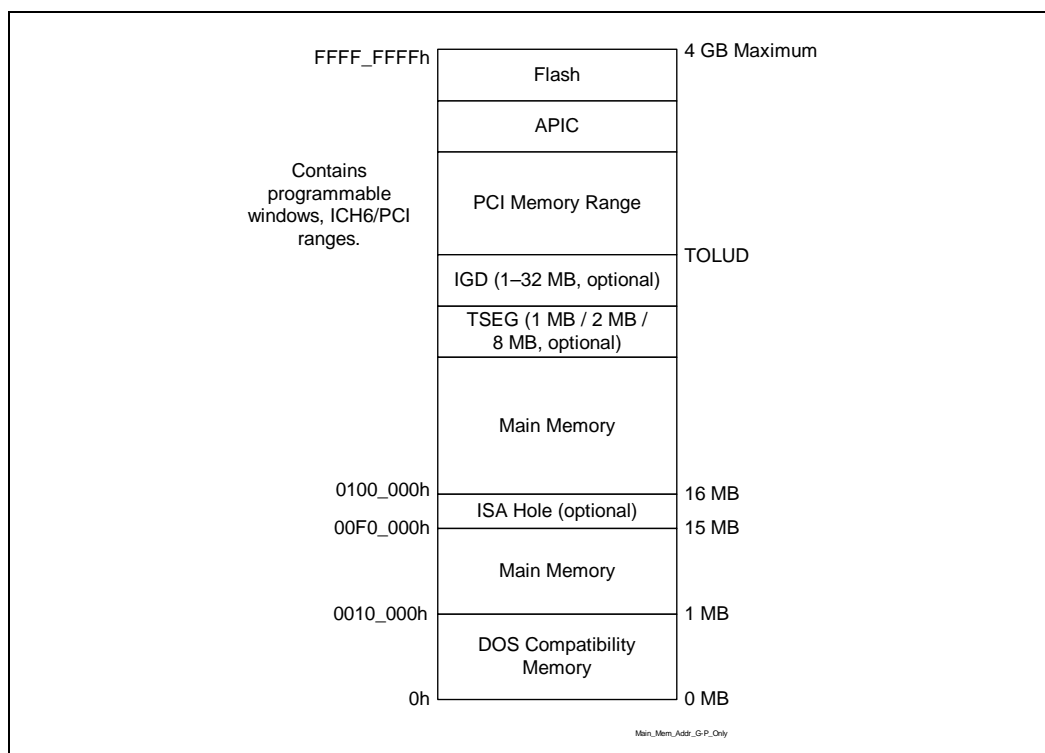 FFFF_FFFFh
4 GB Maximum
Flash
APIC
Contains
programmable
windows, ICH6/PCI
ranges.
PCI Memory Range
TOLUD
IGD (1–32 MB, optional)
TSEG (1 MB / 2 MB /
8 MB, optional)
Main Memory
0100_000h
16 MB
ISA Hole (optional)
00F0_000h
15 MB
Main Memory
0010_000h
1 MB
DOS Compatibility
Memory
0h
0 MB
Main_Mem_Addr_G-P_Only